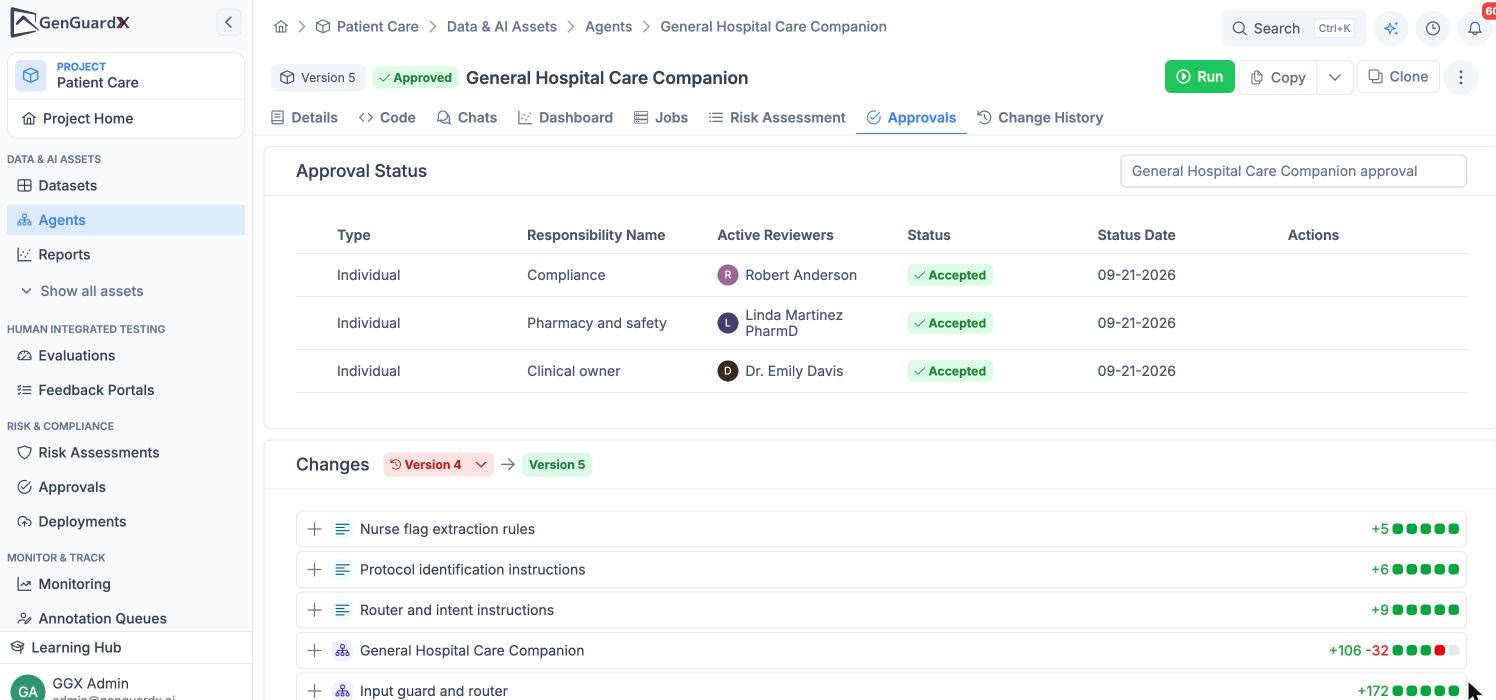 GenGuardX
PROJECT
Patient Care
Project Home
DATA & AI ASSETS
Datasets
Agents
Reports
Show all assets
HUMAN INTEGRATED TESTING
Evaluations
Feedback Portals
RISK & COMPLIANCE
Risk Assessments
Approvals
Deployments
MONITOR & TRACK
Monitoring
Annotation Queues
Learning Hub
GA GGX Admin
admin@genguardx.ai
Patient Care Data & AI Assets Agents General Hospital Care Companion
Search Ctrl+K 60
Version 5 Approved General Hospital Care Companion Run Copy Clone
Details Code Chats Dashboard Jobs Risk Assessment Approvals Change History
Approval Status General Hospital Care Companion approval
Type Responsibility Name Active Reviewers Status Status Date Actions
Individual Compliance R Robert Anderson Accepted 09-21-2026
Individual Pharmacy and safety L Linda Martinez PharmD Accepted 09-21-2026
Individual Clinical owner D Dr. Emily Davis Accepted 09-21-2026
Changes Version 4 → Version 5
Nurse flag extraction rules +5
Protocol identification instructions +6
Router and intent instructions +9
General Hospital Care Companion +106 -32
Input guard and router +172